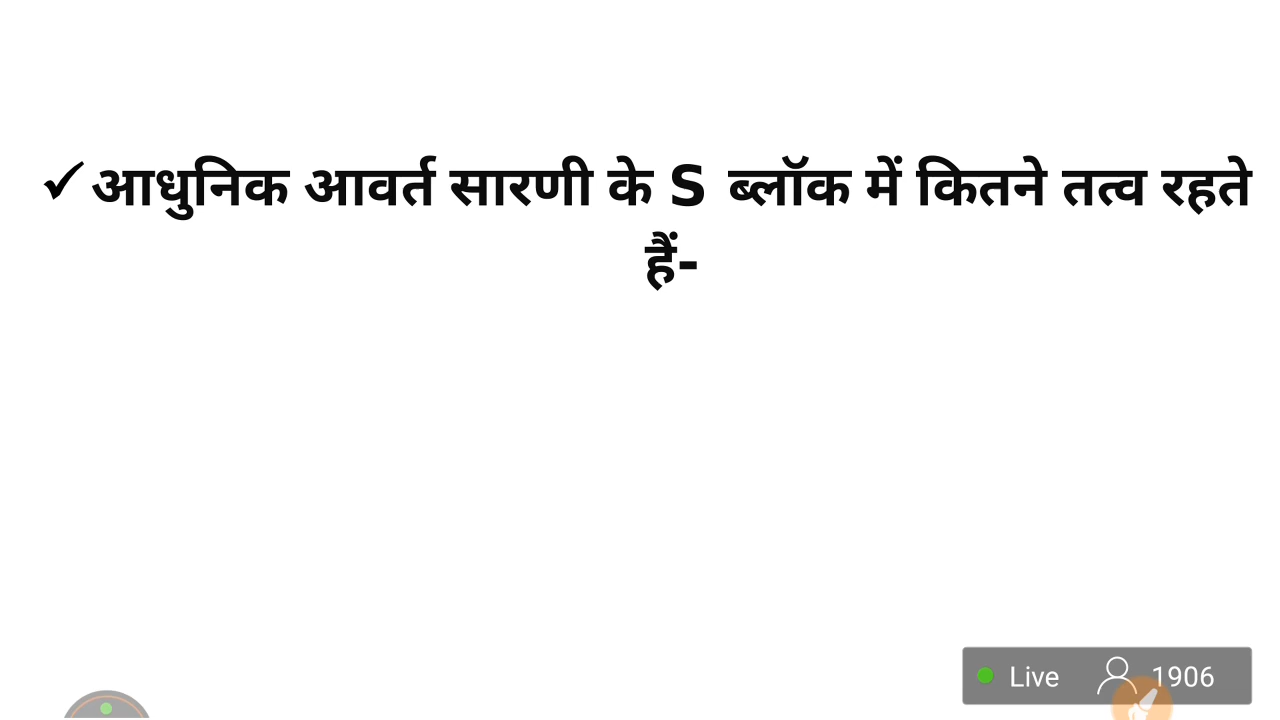 ✓ आधुनिक आवर्त सारणी के S ब्लॉक में कितने तत्व रहते
हैं-
Live 1906